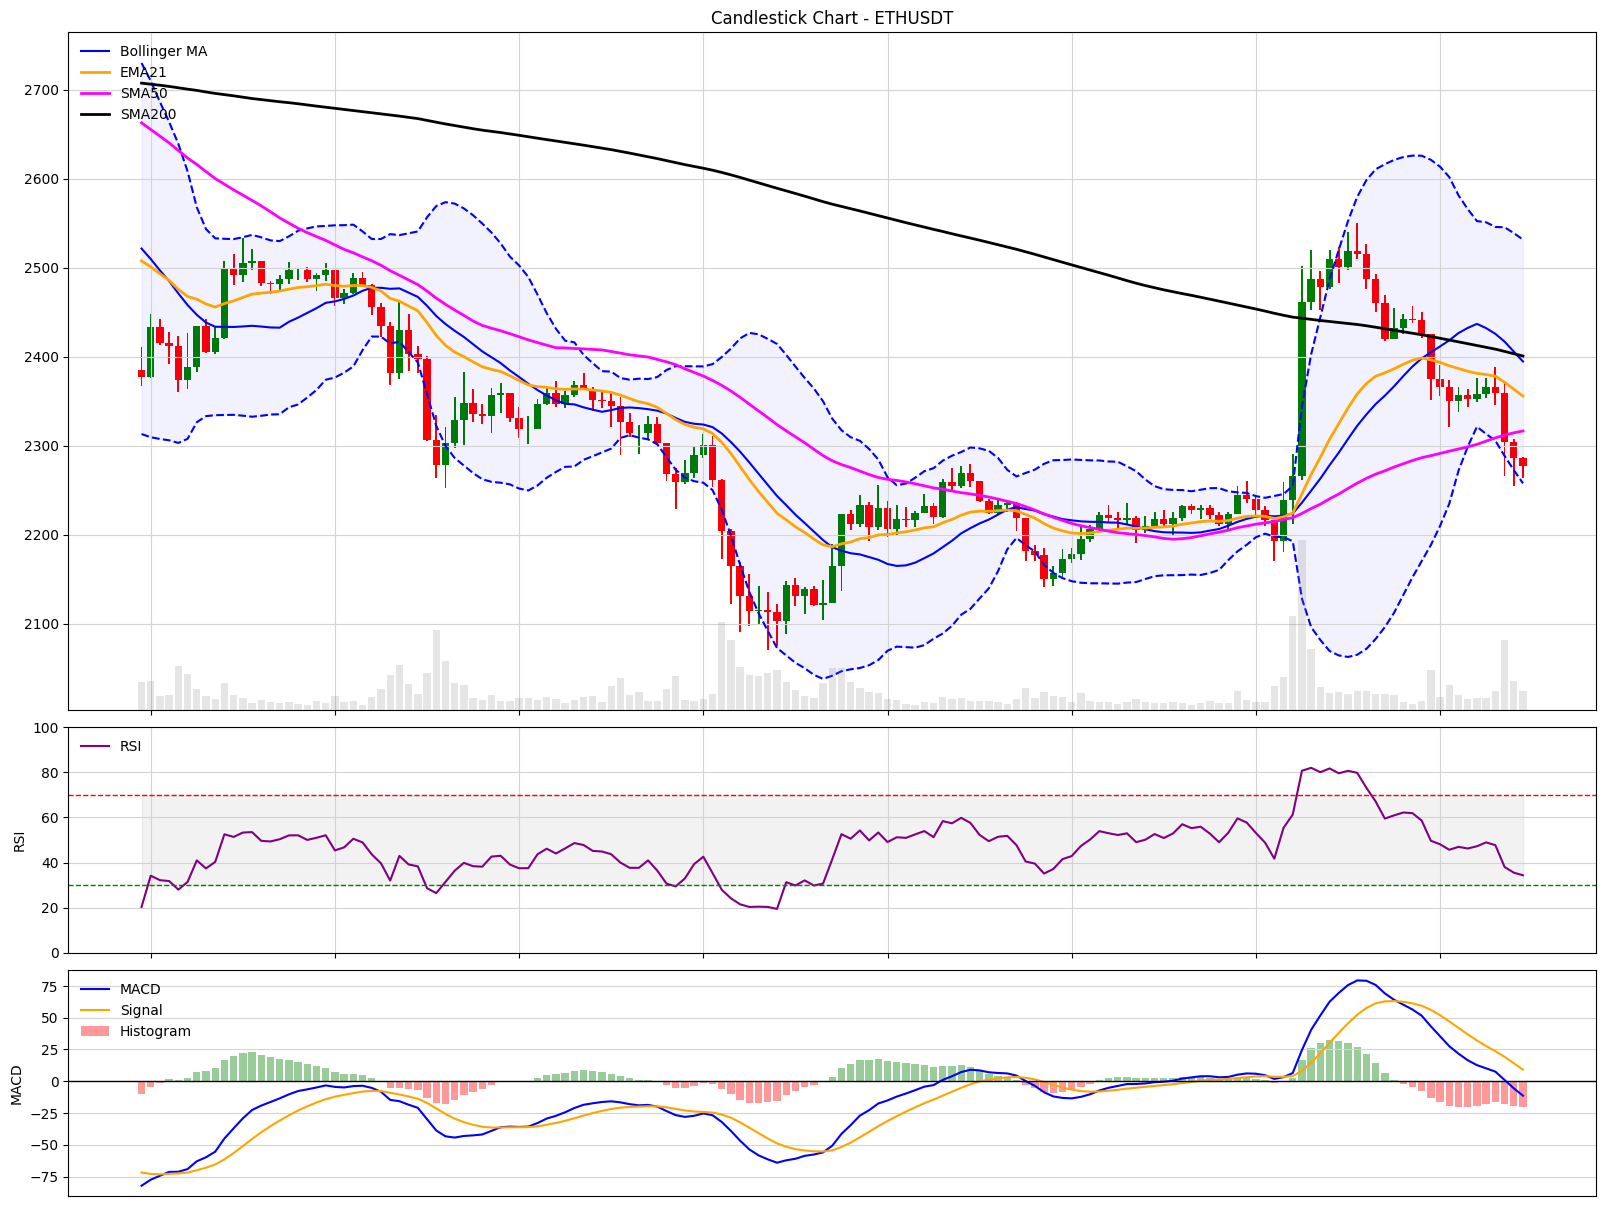 Candlestick Chart - ETHUSDT
Bollinger MA
EMA21
SMA50
SMA200
2700
2600
2500
2400
2300
2200
2100
RSI
100
80
60
40
20
0
RSI
MACD
Signal
Histogram
75
50
25
0
−25
−50
−75
MACD